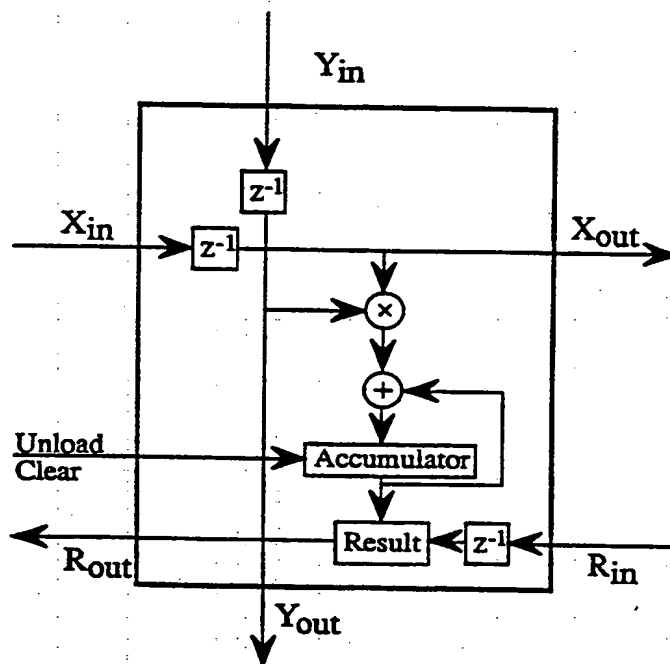 Yin
z-1
Xin
z-1
Xout
×
+
Unload
Clear
Accumulator
Result
z-1
Rout
Rin
Yout